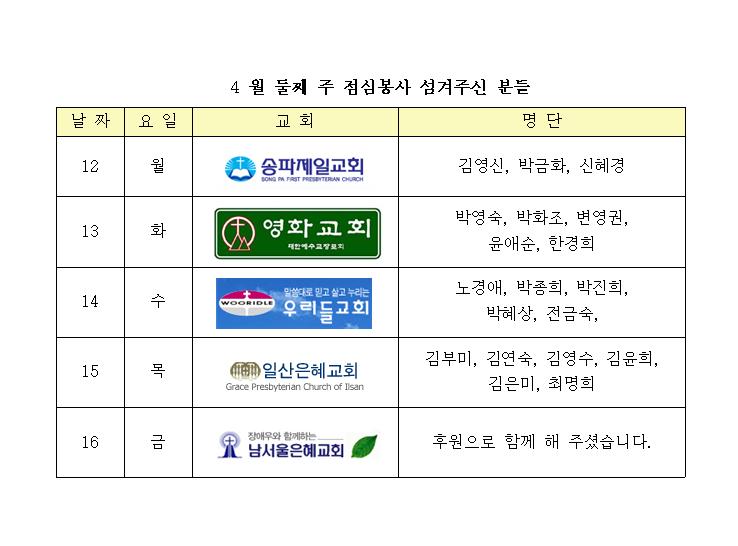 4 월 둘째 주 점심봉사 섬겨주신 분들
날 짜 요 일 교 회 명 단
12 월 송파제일교회 김영신, 박금화, 신혜경
SONG PA FIRST PRESBYTERIAN CHURCH
13 화 영화교회 박영숙, 박화조, 변영권,
대한예수교장로회 윤애순, 한경희
14 수 WOORIDLE 말씀대로 믿고 살고 누리는 노경애, 박종희, 박진희,
우리들교회 박혜상, 전금숙,
15 목 일산은혜교회 김부미, 김연숙, 김영수, 김윤희,
Grace Presbyterian Church of Ilsan 김은미, 최명희
16 금 장애우와 함께하는 후원으로 함께 해 주셨습니다.
남서울은혜교회